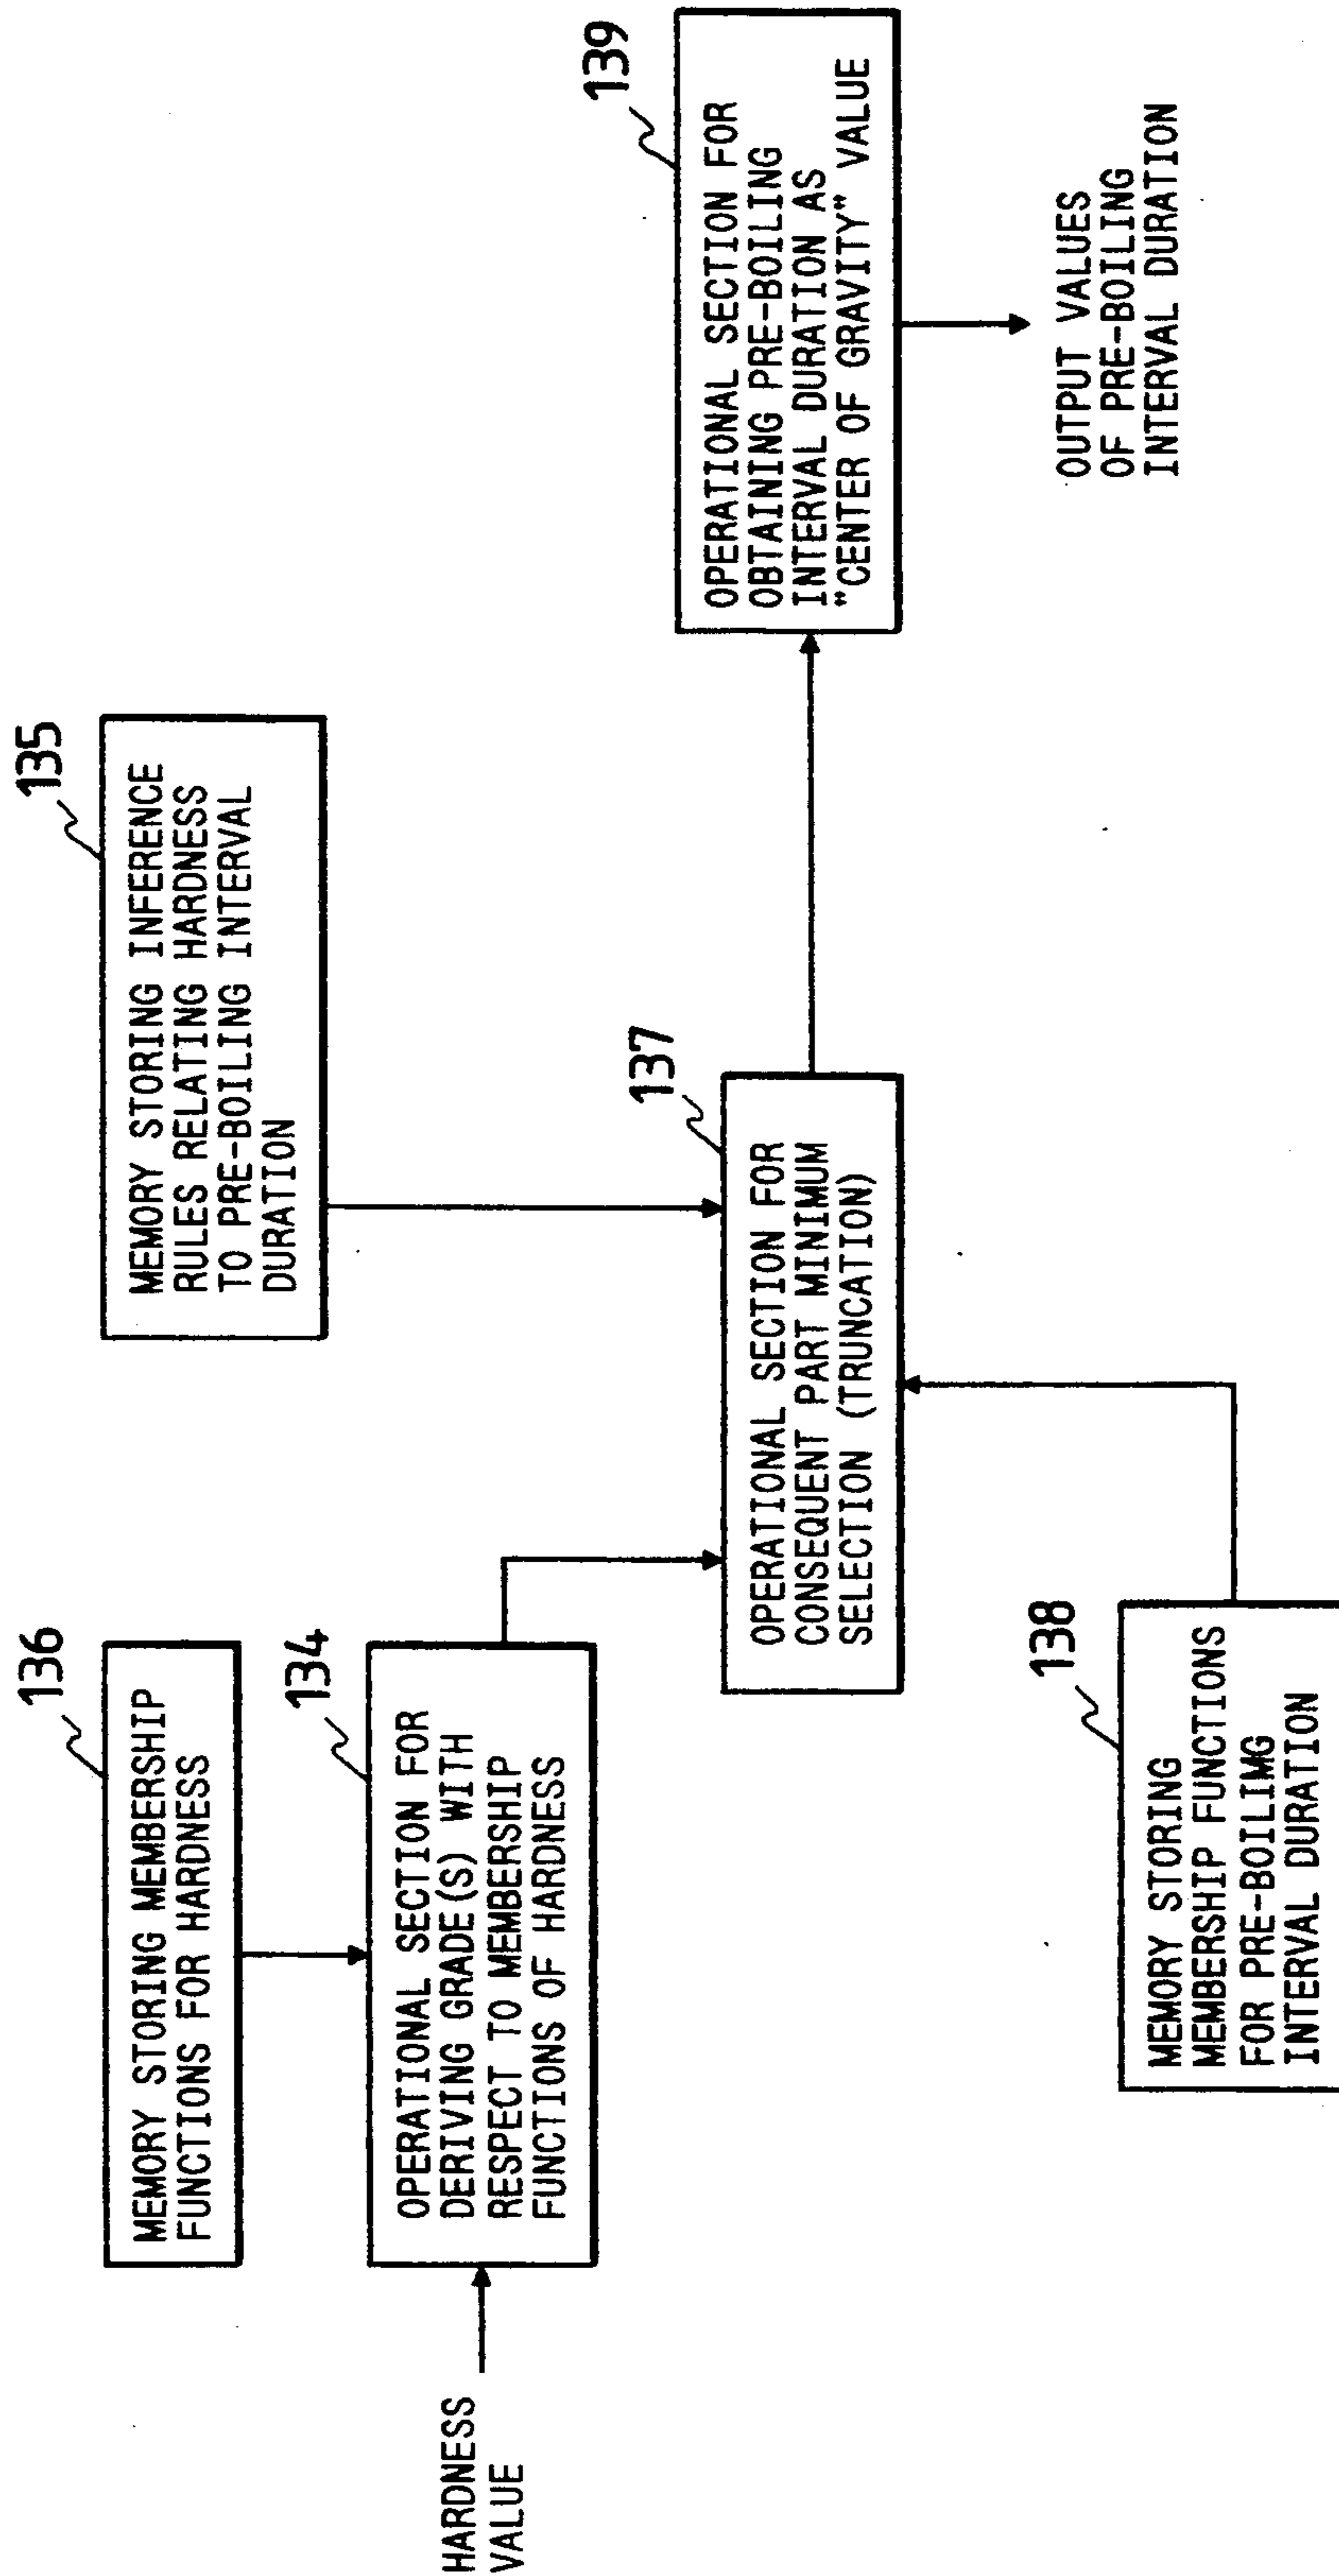 136
MEMORY STORING MEMBERSHIP
FUNCTIONS FOR HARDNESS
134
OPERATIONAL SECTION FOR
DERIVING GRADE(S) WITH
RESPECT TO MEMBERSHIP
FUNCTIONS OF HARDNESS
HARDNESS
VALUE
135
MEMORY STORING INFERENCE
RULES RELATING HARDNESS
TO PRE-BOILING INTERVAL
DURATION
137
OPERATIONAL SECTION FOR
CONSEQUENT PART MINIMUM
SELECTION (TRUNCATION)
138
MEMORY STORING
MEMBERSHIP FUNCTIONS
FOR PRE-BOILIMG
INTERVAL DURATION
139
OPERATIONAL SECTION FOR
OBTAINING PRE-BOILING
INTERVAL DURATION AS
"CENTER OF GRAVITY" VALUE
OUTPUT VALUES
OF PRE-BOILING
INTERVAL DURATION